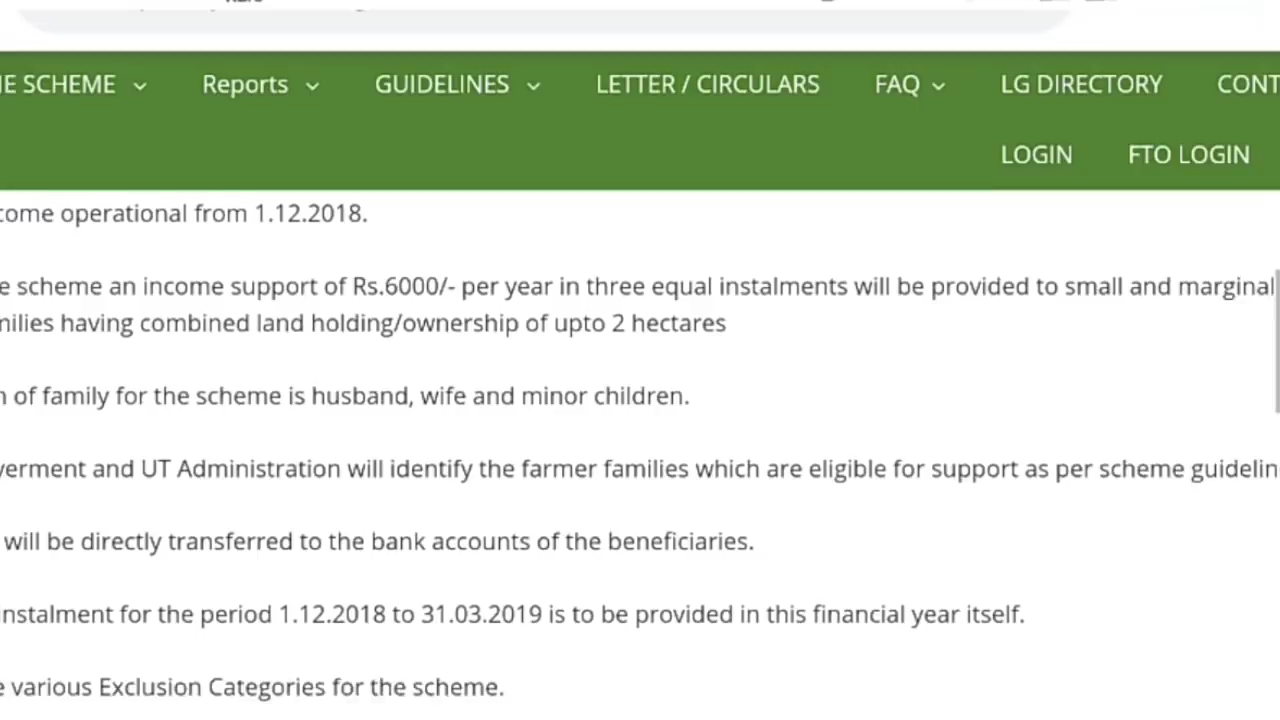 E SCHEME Reports GUIDELINES LETTER / CIRCULARS FAQ LG DIRECTORY CONT
LOGIN FTO LOGIN
come operational from 1.12.2018.
e scheme an income support of Rs.6000/- per year in three equal instalments will be provided to small and marginal
milies having combined land holding/ownership of upto 2 hectares
n of family for the scheme is husband, wife and minor children.
verment and UT Administration will identify the farmer families which are eligible for support as per scheme guidelin
will be directly transferred to the bank accounts of the beneficiaries.
instalment for the period 1.12.2018 to 31.03.2019 is to be provided in this financial year itself.
e various Exclusion Categories for the scheme.